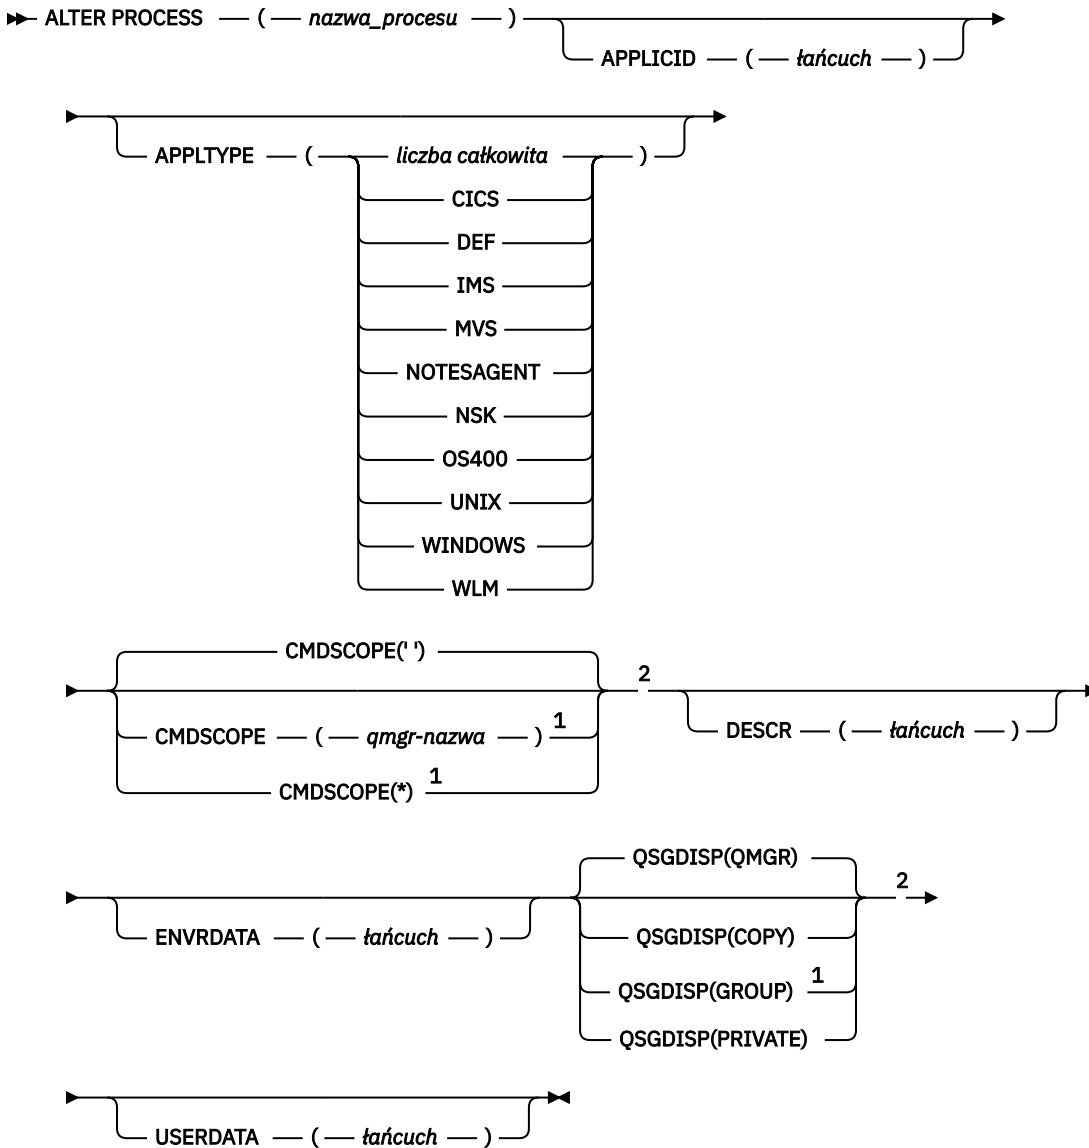 ALTER PROCESS — ( — nazwa_procesu — )
APPLICID — ( — łańcuch — )
APPLTYPE — ( — liczba całkowita — )
CICS
DEF
IMS
MVS
NOTESAGENT
NSK
OS400
UNIX
WINDOWS
WLM
CMDSCOPE(' ')
2
CMDSCOPE — ( — qmgr-nazwa — ) 1
DESCR — ( — łańcuch — )
CMDSCOPE(*) 1
QSGDISP(QMGR)
2
ENVRDATA — ( — łańcuch — )
QSGDISP(COPY)
QSGDISP(GROUP) 1
QSGDISP(PRIVATE)
USERDATA — ( — łańcuch — )